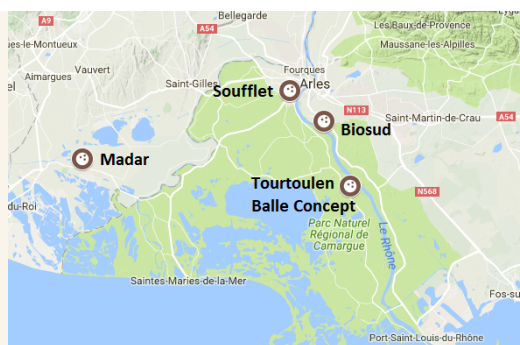 Bellegarde
A54
Les Baux-de-Provence
ues-le-Montueux
A9
Maussane-les-Alpilles
Vauvert
Fourques
Aimargues
Saint-Gilles
Arles
Soufflet
N113
Saint-Martin-de-Crau
A54
Biosud
Madar
Tourtoulen
Balle Concept
N568
du-Roi
Parc Naturel
Régional de
Camargue
Le Rhône
Saintes-Maries-de-la-Mer
Fos-su
Port-Saint-Louis-du-Rhône